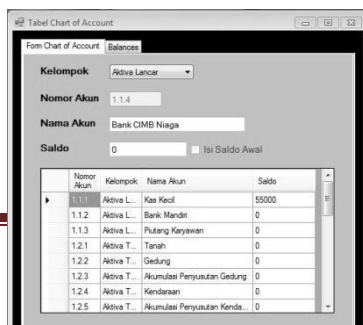 Tabel Chart of Account
Form Chart of Account Balances
Kelompok Aktiva Lancar
Nomor Akun 1.1.4
Nama Akun Bank CIMB Niaga
Saldo 0 Isi Saldo Awal
Nomor Akun Kelompok Nama Akun Saldo
1.1.1 Aktiva L... Kas Kecil 55000
1.1.2 Aktiva L... Bank Mandiri 0
1.1.3 Aktiva L... Piutang Karyawan 0
1.2.1 Aktiva T... Tanah 0
1.2.2 Aktiva T... Gedung 0
1.2.3 Aktiva T... Akumulasi Penyusutan Gedung 0
1.2.4 Aktiva T... Kendaraan 0
1.2.5 Aktiva T... Akumulasi Penyusutan Kenda... 0